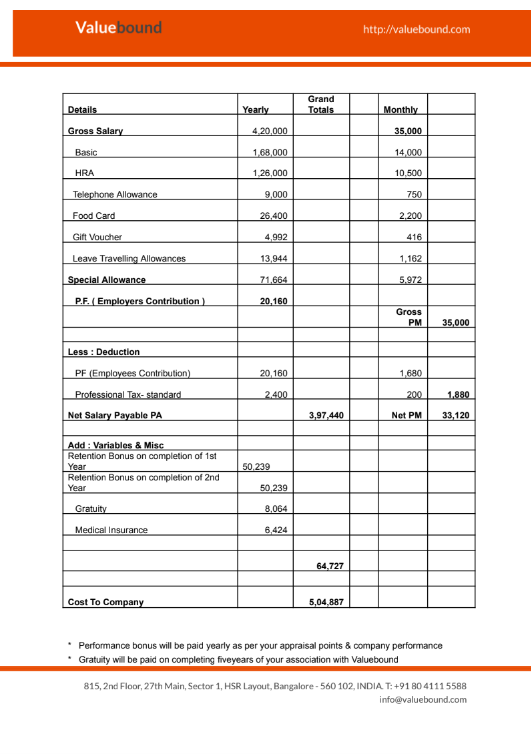 Valuebound http://valuebound.com
Details Yearly Grand Totals Monthly
Gross Salary 4,20,000 35,000
Basic 1,68,000 14,000
HRA 1,26,000 10,500
Telephone Allowance 9,000 750
Food Card 26,400 2,200
Gift Voucher 4,992 416
Leave Travelling Allowances 13,944 1,162
Special Allowance 71,664 5,972
P.F. ( Employers Contribution ) 20,160
Gross PM 35,000
Less : Deduction
PF (Employees Contribution) 20,160 1,680
Professional Tax- standard 2,400 200 1,880
Net Salary Payable PA 3,97,440 Net PM 33,120
Add : Variables & Misc
Retention Bonus on completion of 1st
Year 50,239
Retention Bonus on completion of 2nd
Year 50,239
Gratuity 8,064
Medical Insurance 6,424
64,727
Cost To Company 5,04,887
* Performance bonus will be paid yearly as per your appraisal points & company performance
* Gratuity will be paid on completing fiveyears of your association with Valuebound
815, 2nd Floor, 27th Main, Sector 1, HSR Layout, Bangalore - 560 102, INDIA. T: +91 80 4111 5588
info@valuebound.com